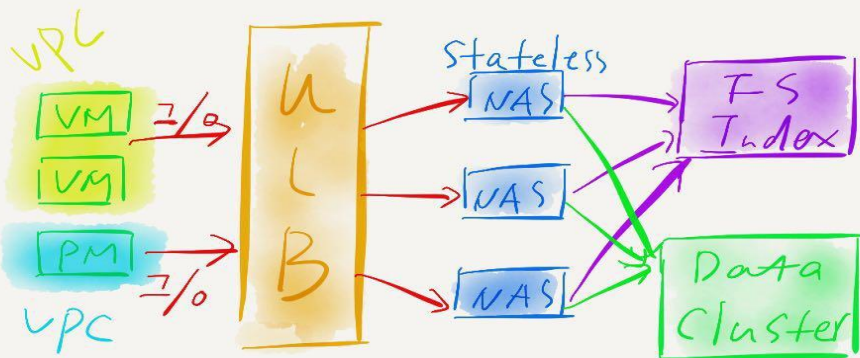 VPC
VM
I/O
VM
PM
I/O
VPC
U
L
B
Stateless
NAS
NAS
NAS
FS
Index
Data
Cluster